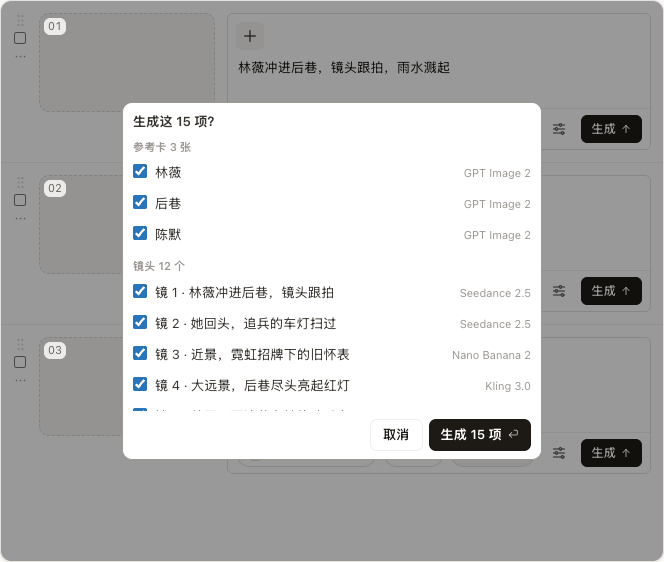 01
林薇冲进后巷，镜头跟拍，雨水溅起
生成 ↑
生成这 15 项?
参考卡 3 张
林薇 GPT Image 2
后巷 GPT Image 2
陈默 GPT Image 2
镜头 12 个
镜 1 · 林薇冲进后巷，镜头跟拍 Seedance 2.5
镜 2 · 她回头，追兵的车灯扫过 Seedance 2.5
镜 3 · 近景，霓虹招牌下的旧怀表 Nano Banana 2
镜 4 · 大远景，后巷尽头亮起红灯 Kling 3.0
取消
生成 15 项 ⏎
02
生成 ↑
03
生成 ↑